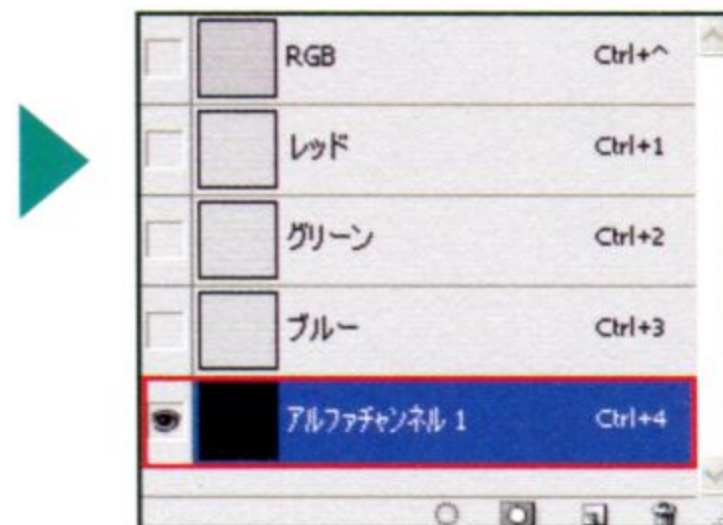 RGB Ctrl+^
レッド Ctrl+1
グリーン Ctrl+2
ブルー Ctrl+3
アルファチャンネル 1 Ctrl+4